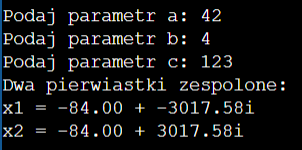 Podaj parametr a: 42
Podaj parametr b: 4
Podaj parametr c: 123
Dwa pierwiastki zespolone:
x1 = -84.00 + -3017.58i
x2 = -84.00 + 3017.58i